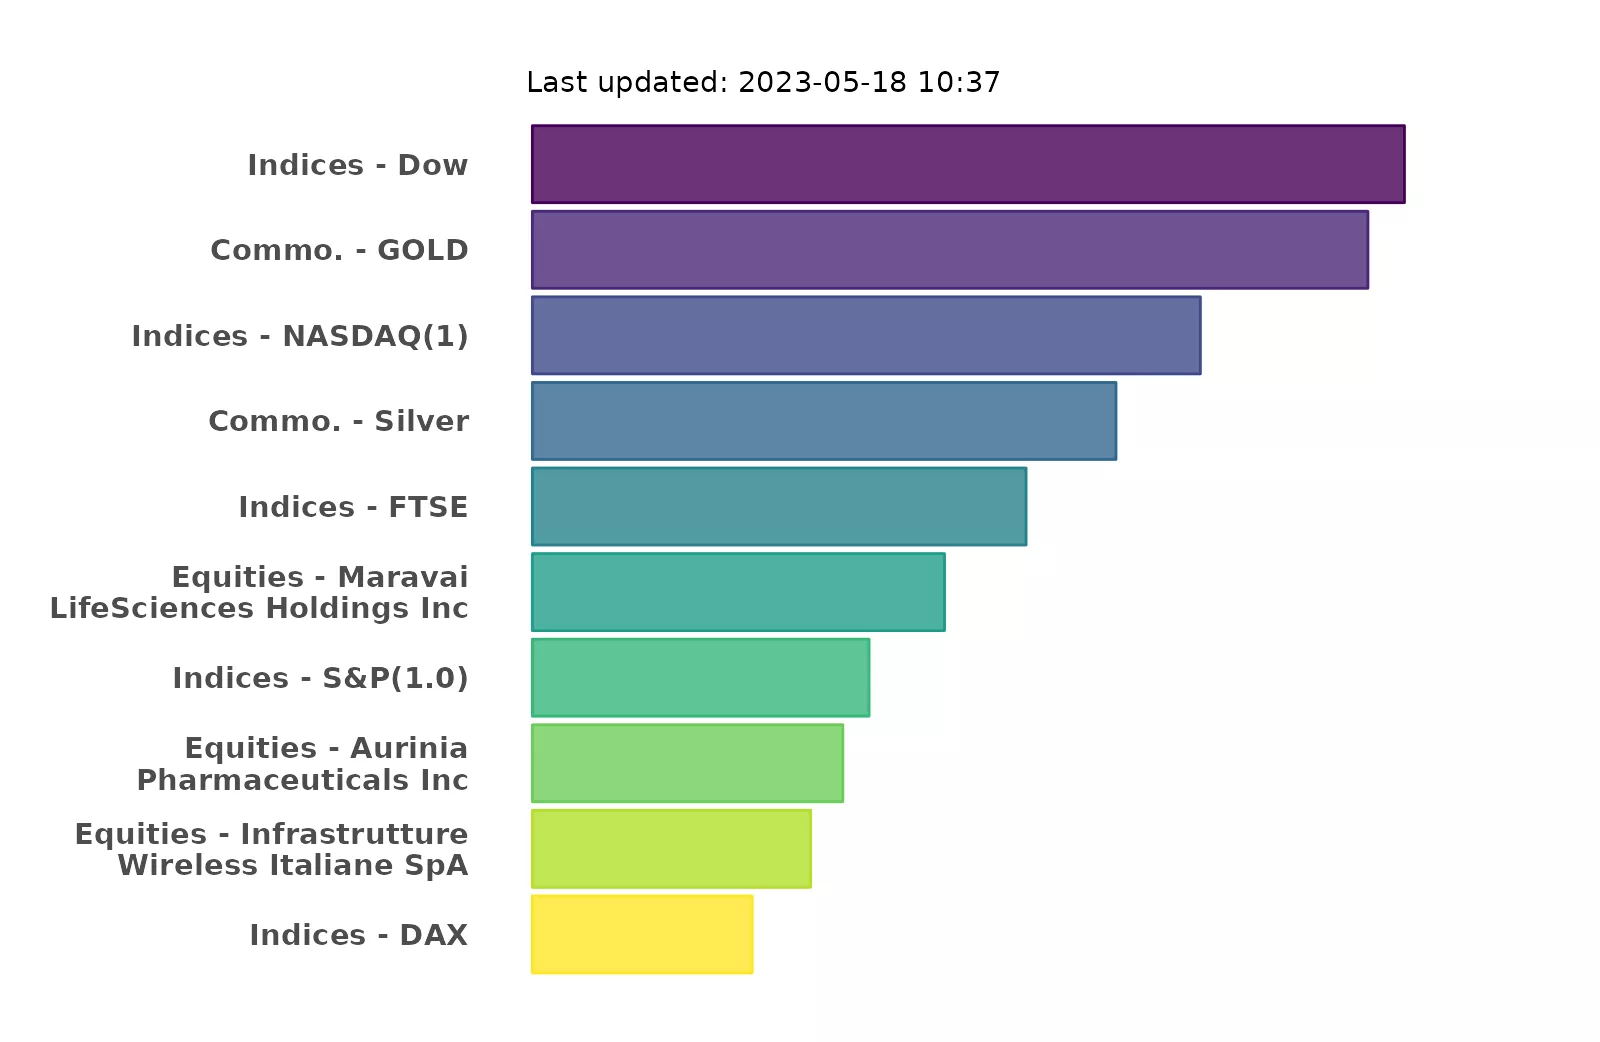 Last updated: 2023-05-18 10:37
Indices - Dow
Commo. - GOLD
Indices - NASDAQ(1)
Commo. - Silver
Indices - FTSE
Equities - Maravai
LifeSciences Holdings Inc
Indices - S&P(1.0)
Equities - Aurinia
Pharmaceuticals Inc
Equities - Infrastrutture
Wireless Italiane SpA
Indices - DAX